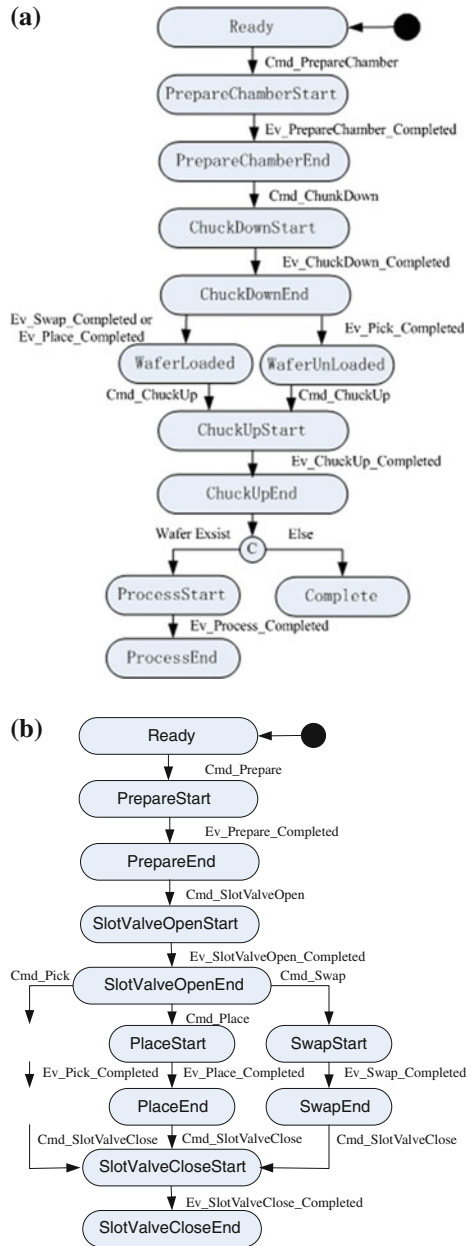 (a)
Ready
Cmd_PrepareChamber
PrepareChamberStart
Ev_PrepareChamber_Completed
PrepareChamberEnd
Cmd_ChunkDown
ChuckDownStart
Ev_ChuckDown_Completed
ChuckDownEnd
Ev_Swap_Completed or
Ev_Place_Completed
Ev_Pick_Completed
WaferLoaded
WaferUnLoaded
Cmd_ChuckUp
Cmd_ChuckUp
ChuckUpStart
Ev_ChuckUp_Completed
ChuckUpEnd
Wafer Exsist
C
Else
ProcessStart
Complete
Ev_Process_Completed
ProcessEnd
(b)
Ready
Cmd_Prepare
PrepareStart
Ev_Prepare_Completed
PrepareEnd
Cmd_SlotValveOpen
SlotValveOpenStart
Ev_SlotValveOpen_Completed
Cmd_Pick
SlotValveOpenEnd
Cmd_Swap
Cmd_Place
PlaceStart
SwapStart
Ev_Pick_Completed
Ev_Place_Completed
Ev_Swap_Completed
PlaceEnd
SwapEnd
Cmd_SlotValveClose
Cmd_SlotValveClose
Cmd_SlotValveClose
SlotValveCloseStart
Ev_SlotValveClose_Completed
SlotValveCloseEnd